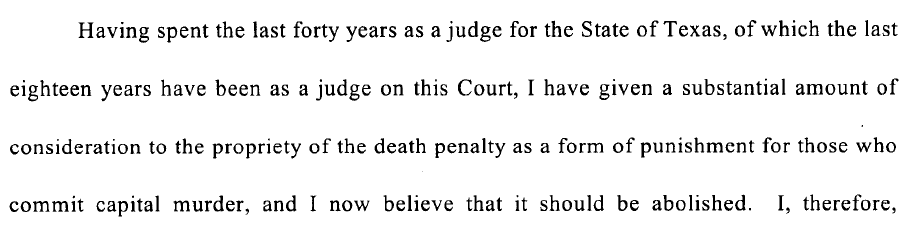 Having spent the last forty years as a judge for the State of Texas, of which the last
eighteen years have been as a judge on this Court, I have given a substantial amount of
consideration to the propriety of the death penalty as a form of punishment for those who
commit capital murder, and I now believe that it should be abolished. I, therefore,